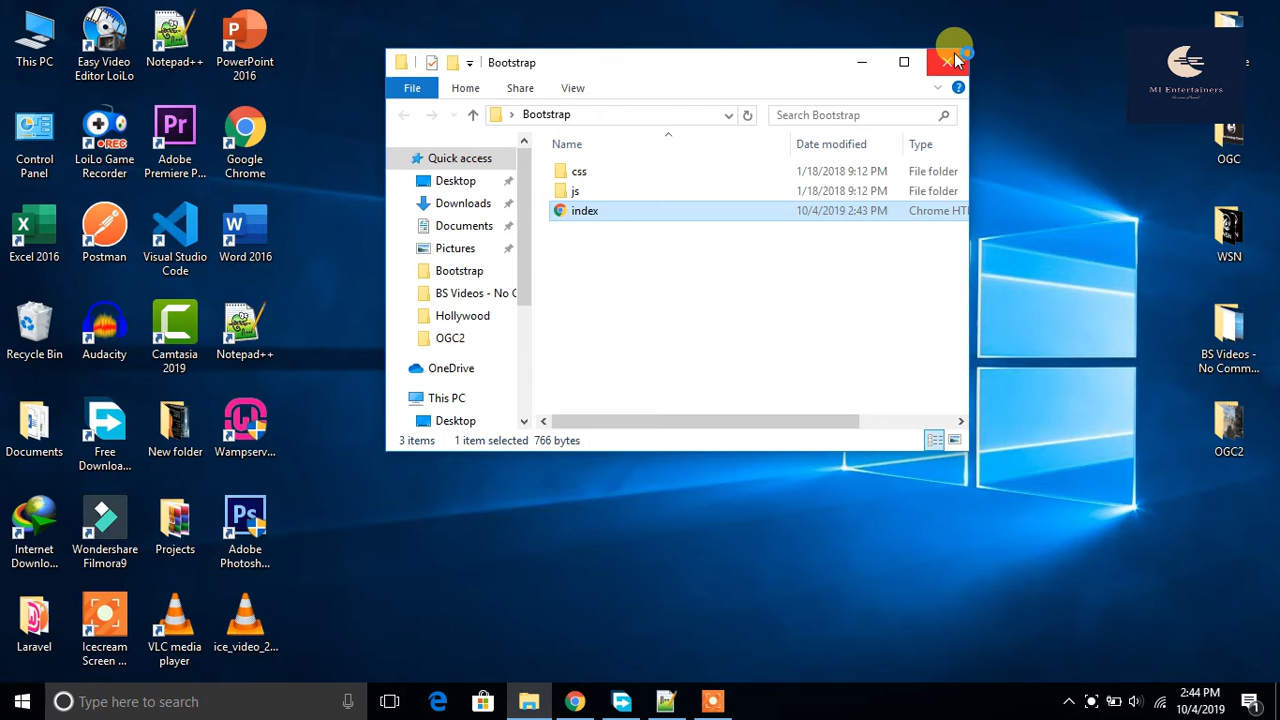 This PC
Easy Video
Editor LoiLo
Notepad++
PowerPoint
2016
Control
Panel
LoiLo Game
Recorder
Adobe
Premiere P...
Google
Chrome
Excel 2016
Postman
Visual Studio
Code
Word 2016
Recycle Bin
Audacity
Camtasia
2019
Notepad++
Documents
Free
Downloa...
New folder
Wampserv...
Internet
Downlo...
Wondershare
Filmora9
Projects
Adobe
Photosh...
Laravel
Icecream
Screen ...
VLC media
player
ice_video_2...
Bootstrap
File
Home
Share
View
Bootstrap
Search Bootstrap
Name
Date modified
Type
Quick access
Desktop
Downloads
Documents
Pictures
Bootstrap
BS Videos - No C
Hollywood
OGC2
OneDrive
This PC
Desktop
css
1/18/2018 9:12 PM
File folder
js
1/18/2018 9:12 PM
File folder
index
10/4/2019 2:43 PM
Chrome HT
3 items
1 item selected 766 bytes
MI Entertainers
OGC
WSN
BS Videos -
No Comm...
OGC2
Type here to search
2:44 PM
10/4/2019
1